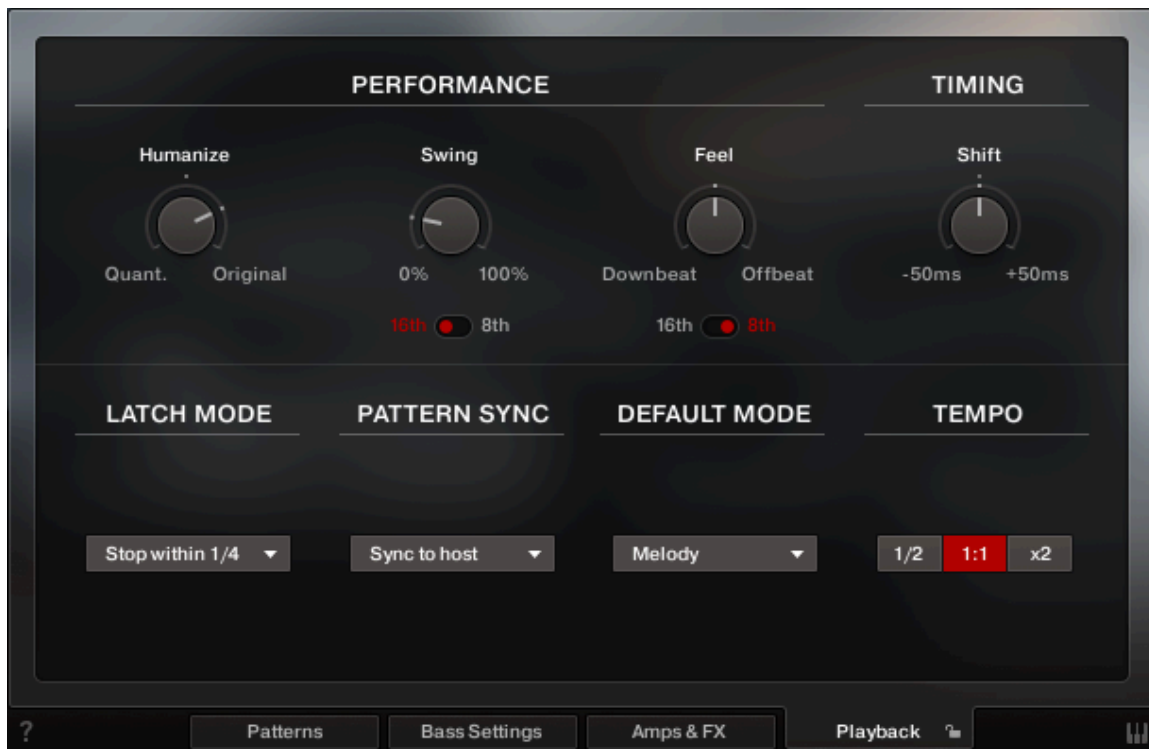 PERFORMANCE TIMING
Humanize Swing Feel Shift
Quant. Original 0% 100% Downbeat Offbeat -50ms +50ms
16th 8th 16th 8th
LATCH MODE PATTERN SYNC DEFAULT MODE TEMPO
Stop within 1/4 Sync to host Melody 1/2 1:1 x2
? Patterns Bass Settings Amps & FX Playback